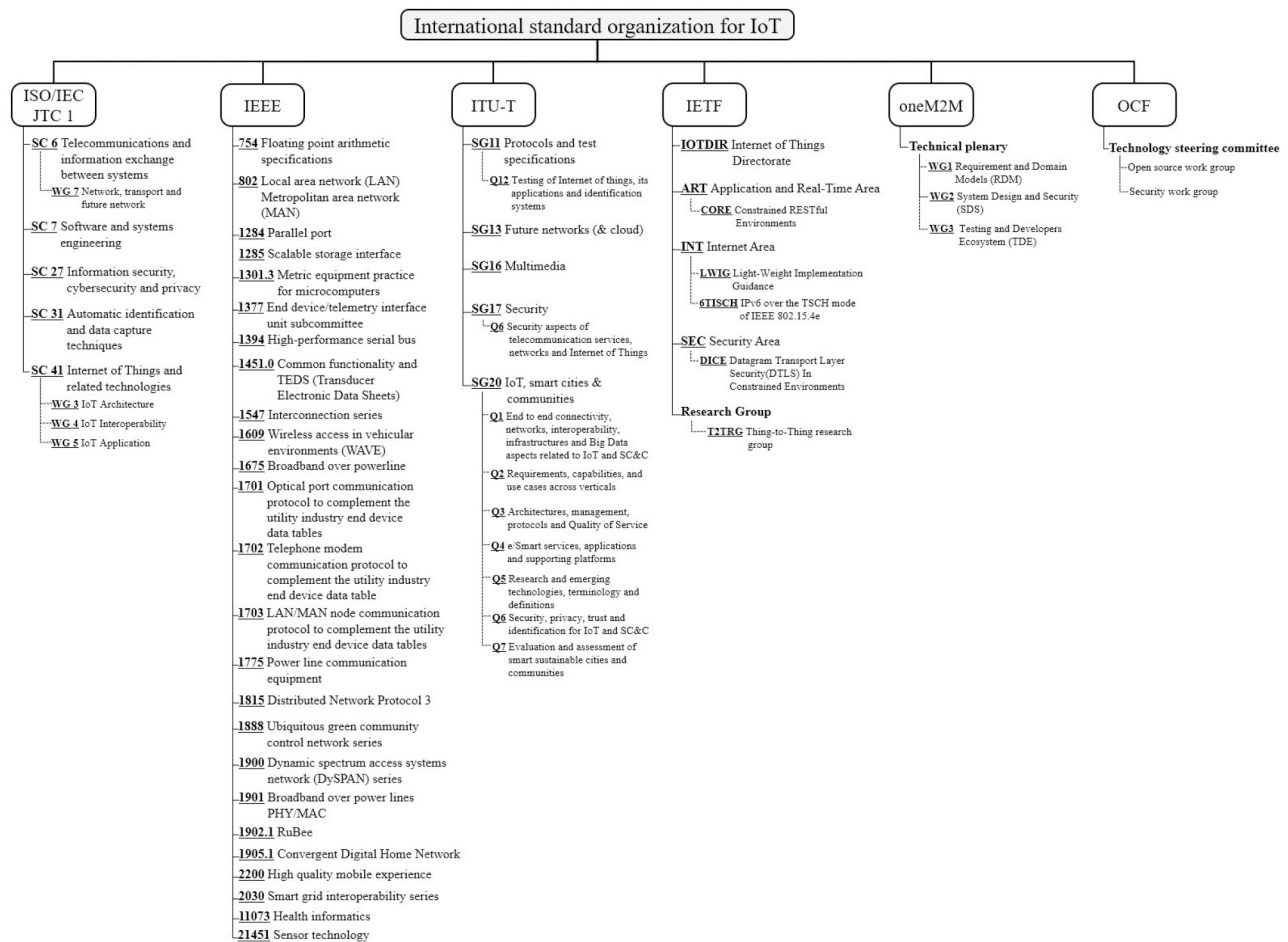 International standard organization for IoT
ISO/IEC
JTC 1
SC 6 Telecommunications and
information exchange
between systems
WG 7 Network, transport and
future network
SC 7 Software and systems
engineering
SC 27 Information security,
cybersecurity and privacy
SC 31 Automatic identification
and data capture
techniques
SC 41 Internet of Things and
related technologies
WG 3 IoT Architecture
WG 4 IoT Interoperability
WG 5 IoT Application
IEEE
754 Floating point arithmetic
specifications
802 Local area network (LAN)
Metropolitan area network
(MAN)
1284 Parallel port
1285 Scalable storage interface
1301.3 Metric equipment practice
for microcomputers
1377 End device/telemetry interface
unit subcommittee
1394 High-performance serial bus
1451.0 Common functionality and
TEDS (Transducer
Electronic Data Sheets)
1547 Interconnection series
1609 Wireless access in vehicular
environments (WAVE)
1675 Broadband over powerline
1701 Optical port communication
protocol to complement the
utility industry end device
data tables
1702 Telephone modem
communication protocol to
complement the utility industry
end device data table
1703 LAN/MAN node communication
protocol to complement the utility
industry end device data tables
1775 Power line communication
equipment
1815 Distributed Network Protocol 3
1888 Ubiquitous green community
control network series
1900 Dynamic spectrum access systems
network (DySPAN) series
1901 Broadband over power lines
PHY/MAC
1902.1 RuBee
1905.1 Convergent Digital Home Network
2200 High quality mobile experience
2030 Smart grid interoperability series
11073 Health informatics
21451 Sensor technology
ITU-T
SG11 Protocols and test
specifications
Q12 Testing of Internet of things, its
applications and identification
systems
SG13 Future networks (& cloud)
SG16 Multimedia
SG17 Security
Q6 Security aspects of
telecommunication services,
networks and Internet of Things
SG20 IoT, smart cities &
communities
Q1 End to end connectivity,
networks, interoperability,
infrastructures and Big Data
aspects related to IoT and SC&C
Q2 Requirements, capabilities, and
use cases across verticals
Q3 Architectures, management,
protocols and Quality of Service
Q4 e/Smart services, applications
and supporting platforms
Q5 Research and emerging
technologies, terminology and
definitions
Q6 Security, privacy, trust and
identification for IoT and SC&C
Q7 Evaluation and assessment of
smart sustainable cities and
communities
IETF
IOTDIR Internet of Things
Directorate
ART Application and Real-Time Area
CORE Constrained RESTful
Environments
INT Internet Area
LWIG Light-Weight Implementation
Guidance
6TISCH IPv6 over the TSCH mode
of IEEE 802.15.4e
SEC Security Area
DICE Datagram Transport Layer
Security(DTLS) In
Constrained Environments
Research Group
T2TRG Thing-to-Thing research
group
oneM2M
Technical plenary
WG1 Requirement and Domain
Models (RDM)
WG2 System Design and Security
(SDS)
WG3 Testing and Developers
Ecosystem (TDE)
OCF
Technology steering committee
Open source work group
Security work group